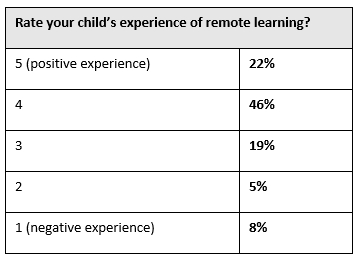 Rate your child's experience of remote learning?
5 (positive experience) 22%
4 46%
3 19%
2 5%
1 (negative experience) 8%